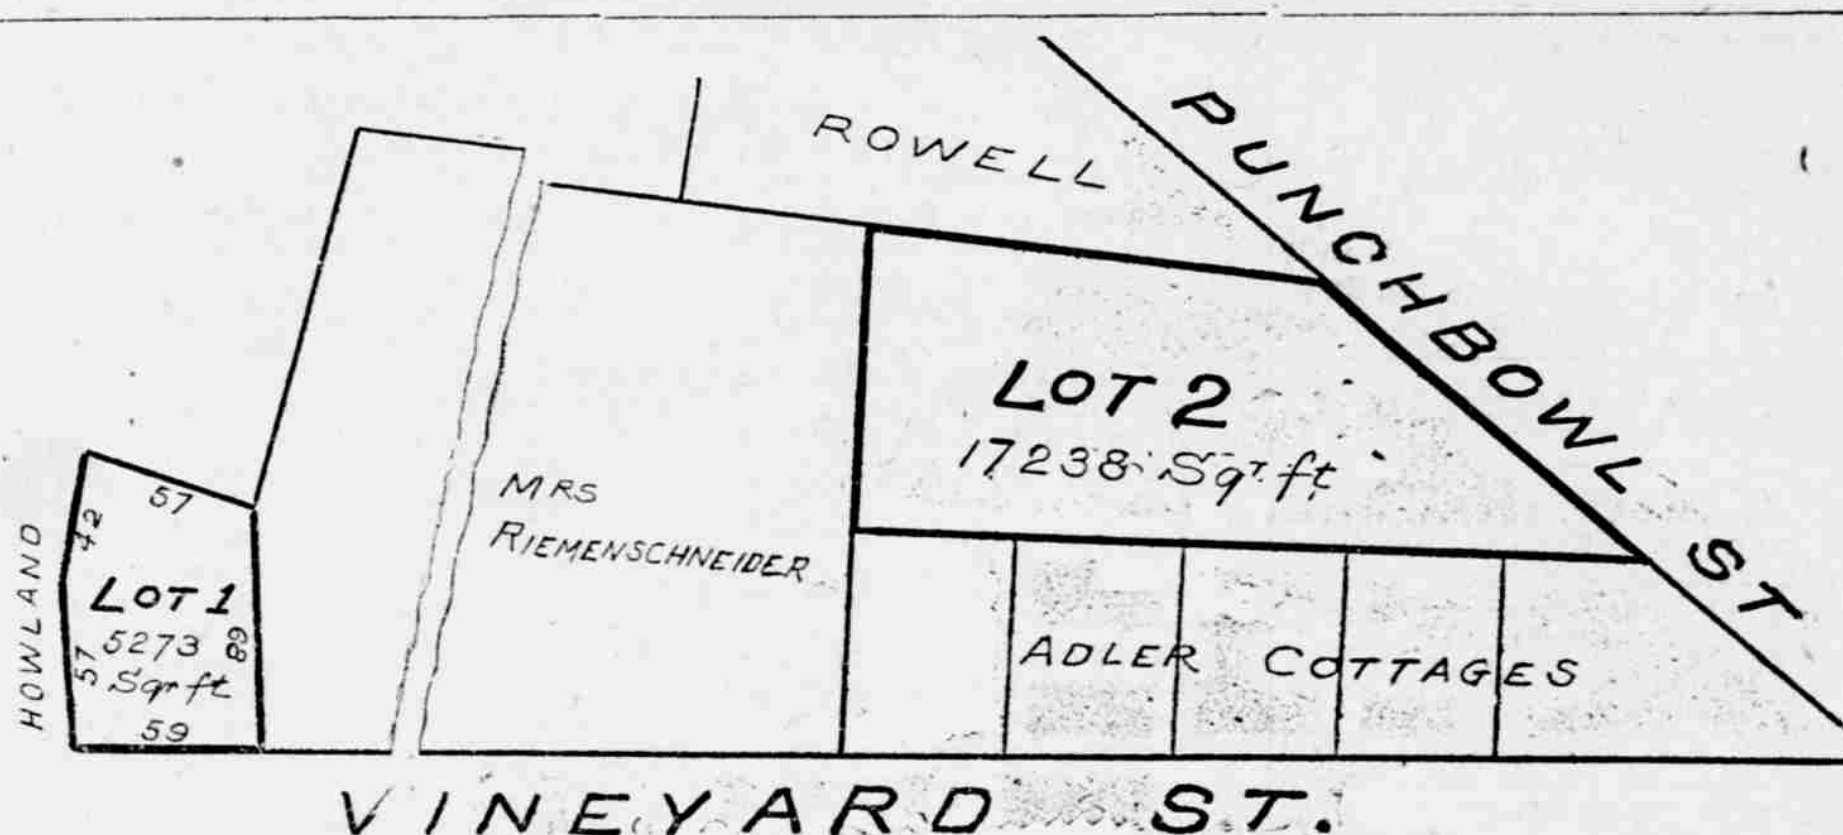 ROWELL
PUNCHBOWL ST
LOT 2
17238 Sqr. ft
MRS
RIEMENSCHNEIDER
HOWLAND
57
42
LOT 1
5273
Sqr ft
89
57
59
ADLER COTTAGES
VINEYARD ST.